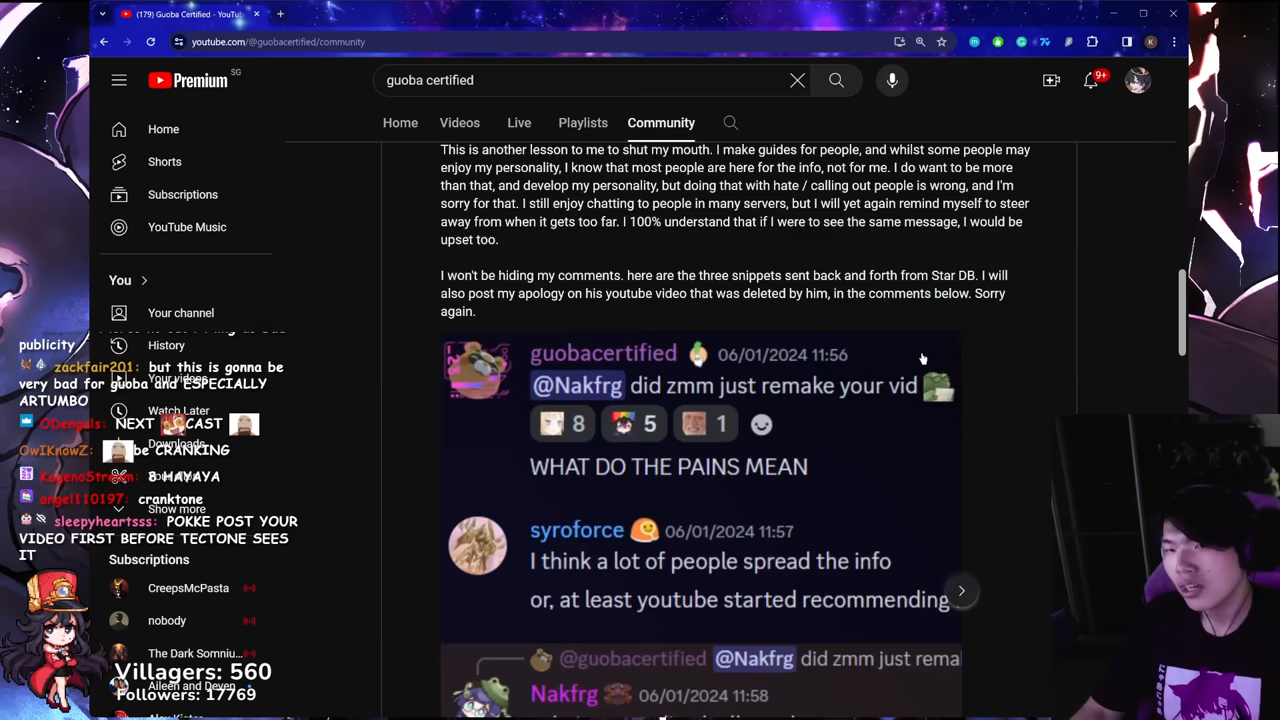 (179) Guoba Certified - YouTub
youtube.com/@guobacertified/community
Premium
SG
guoba certified
9+
Home
Videos
Live
Playlists
Community
Home
Shorts
Subscriptions
YouTube Music
You
Your channel
History
Watch Later
Downloads
Show more
Subscriptions
CreepsMcPasta
nobody
The Dark Somniu...
Aileen and Deven
This is another lesson to me to shut my mouth. I make guides for people, and whilst some people may
enjoy my personality, I know that most people are here for the info, not for me. I do want to be more
than that, and develop my personality, but doing that with hate / calling out people is wrong, and I'm
sorry for that. I still enjoy chatting to people in many servers, but I will yet again remind myself to steer
away from when it gets too far. I 100% understand that if I were to see the same message, I would be
upset too.
I won't be hiding my comments. here are the three snippets sent back and forth from Star DB. I will
also post my apology on his youtube video that was deleted by him, in the comments below. Sorry
again.
guobacertified 06/01/2024 11:56
@Nakfrg did zmm just remake your vid
8 5 1
WHAT DO THE PAINS MEAN
syroforce 06/01/2024 11:57
I think a lot of people spread the info
or, at least youtube started recommending
@guobacertified @Nakfrg did zmm just rema
Nakfrg 06/01/2024 11:58
publicity
zackfair201: but this is gonna be
very bad for guoba and ESPECIALLY
ARTUMBO
ODengals: NEXT CAST
OwIKnowZ: be CRANKING
KagenoStream: 8 HAYAYA
angel110197: cranktone
sleepyheartsss: POKKE POST YOUR
VIDEO FIRST BEFORE TECTONE SEES
IT
Villagers: 560
Followers: 17769